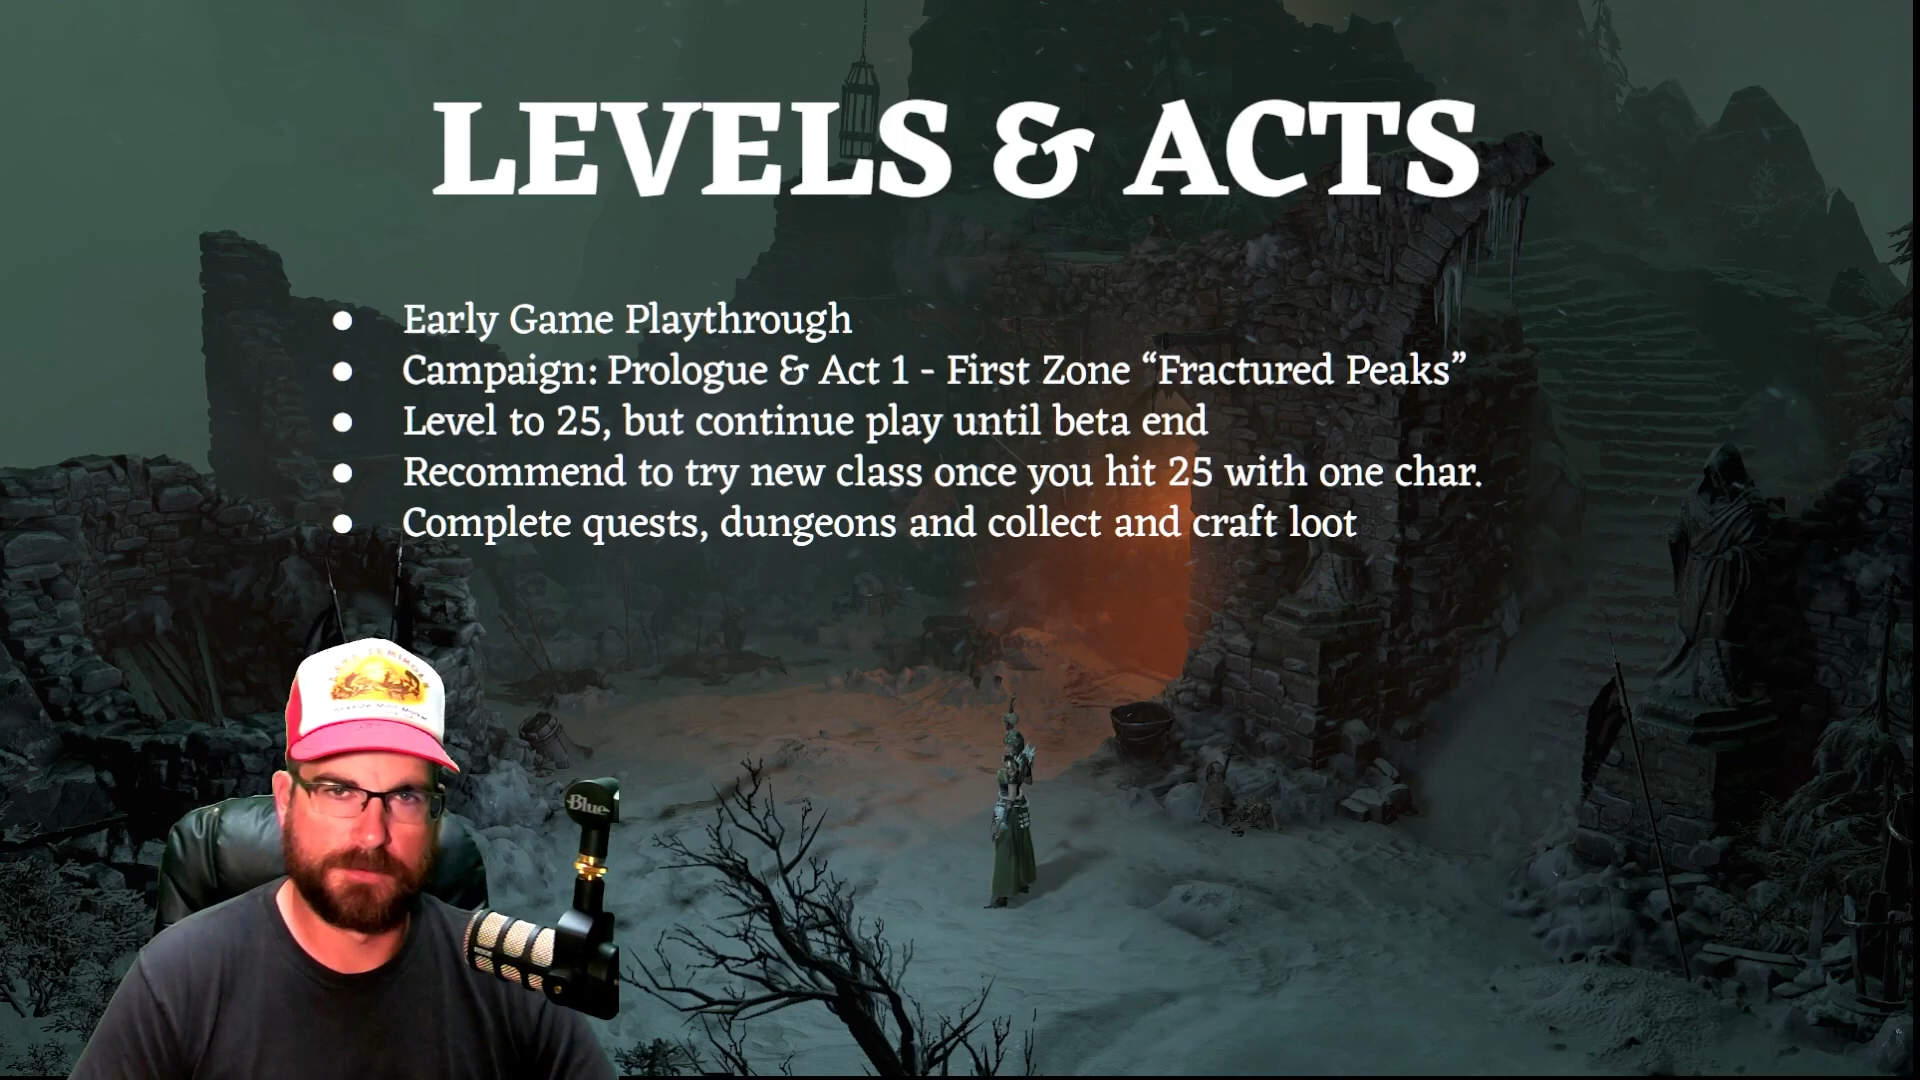 LEVELS & ACTS
● Early Game Playthrough
● Campaign: Prologue & Act 1 - First Zone “Fractured Peaks”
● Level to 25, but continue play until beta end
● Recommend to try new class once you hit 25 with one char.
● Complete quests, dungeons and collect and craft loot
Blue